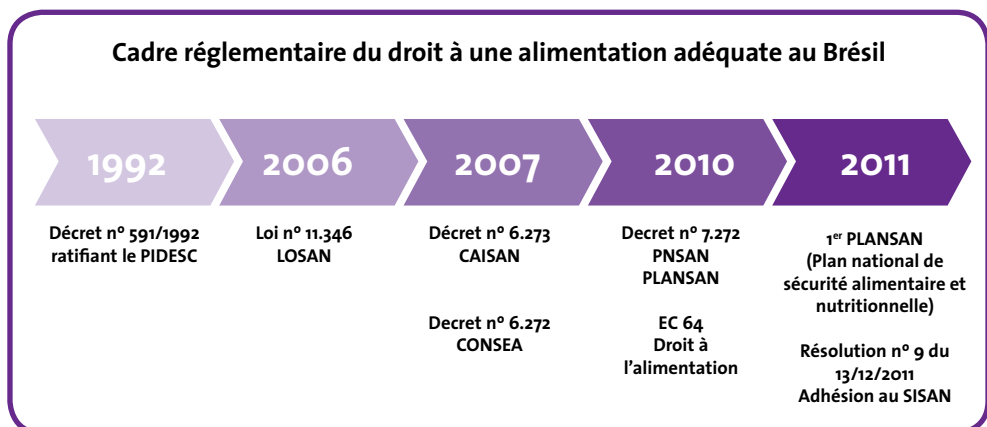 Cadre réglementaire du droit à une alimentation adéquate au Brésil
1992
2006
2007
2010
2011
Décret nº 591/1992
ratifiant le PIDESC
Loi nº 11.346
LOSAN
Décret nº 6.273
CAISAN
Decret nº 6.272
CONSEA
Decret nº 7.272
PNSAN
PLANSAN
EC 64
Droit à
l’alimentation
1er PLANSAN
(Plan national de
sécurité alimentaire et
nutritionnelle)
Résolution nº 9 du
13/12/2011
Adhésion au SISAN